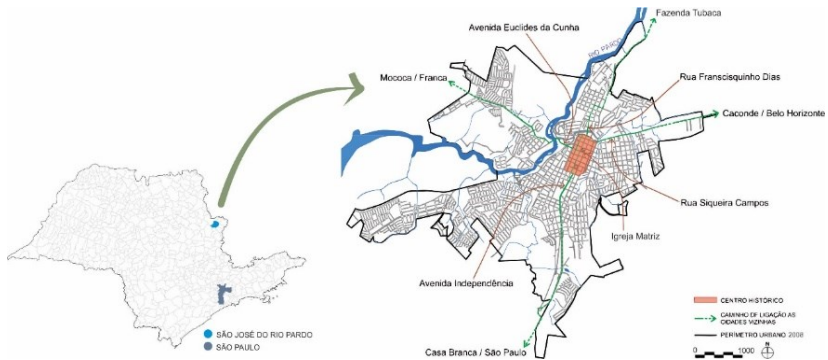 Fazenda Tubaca
Avenida Euclides da Cunha
RIO PARDO
Mococa / Franca
Rua Franscisquinho Dias
Caconde / Belo Horizonte
Rua Siqueira Campos
Igreja Matriz
Avenida Independência
Casa Branca / São Paulo
SÃO JOSÉ DO RIO PARDO
SÃO PAULO
CENTRO HISTÓRICO
CAMINHO DE LIGAÇÃO AS
CIDADES VIZINHAS
PERÍMETRO URBANO 2008
0 1000 N